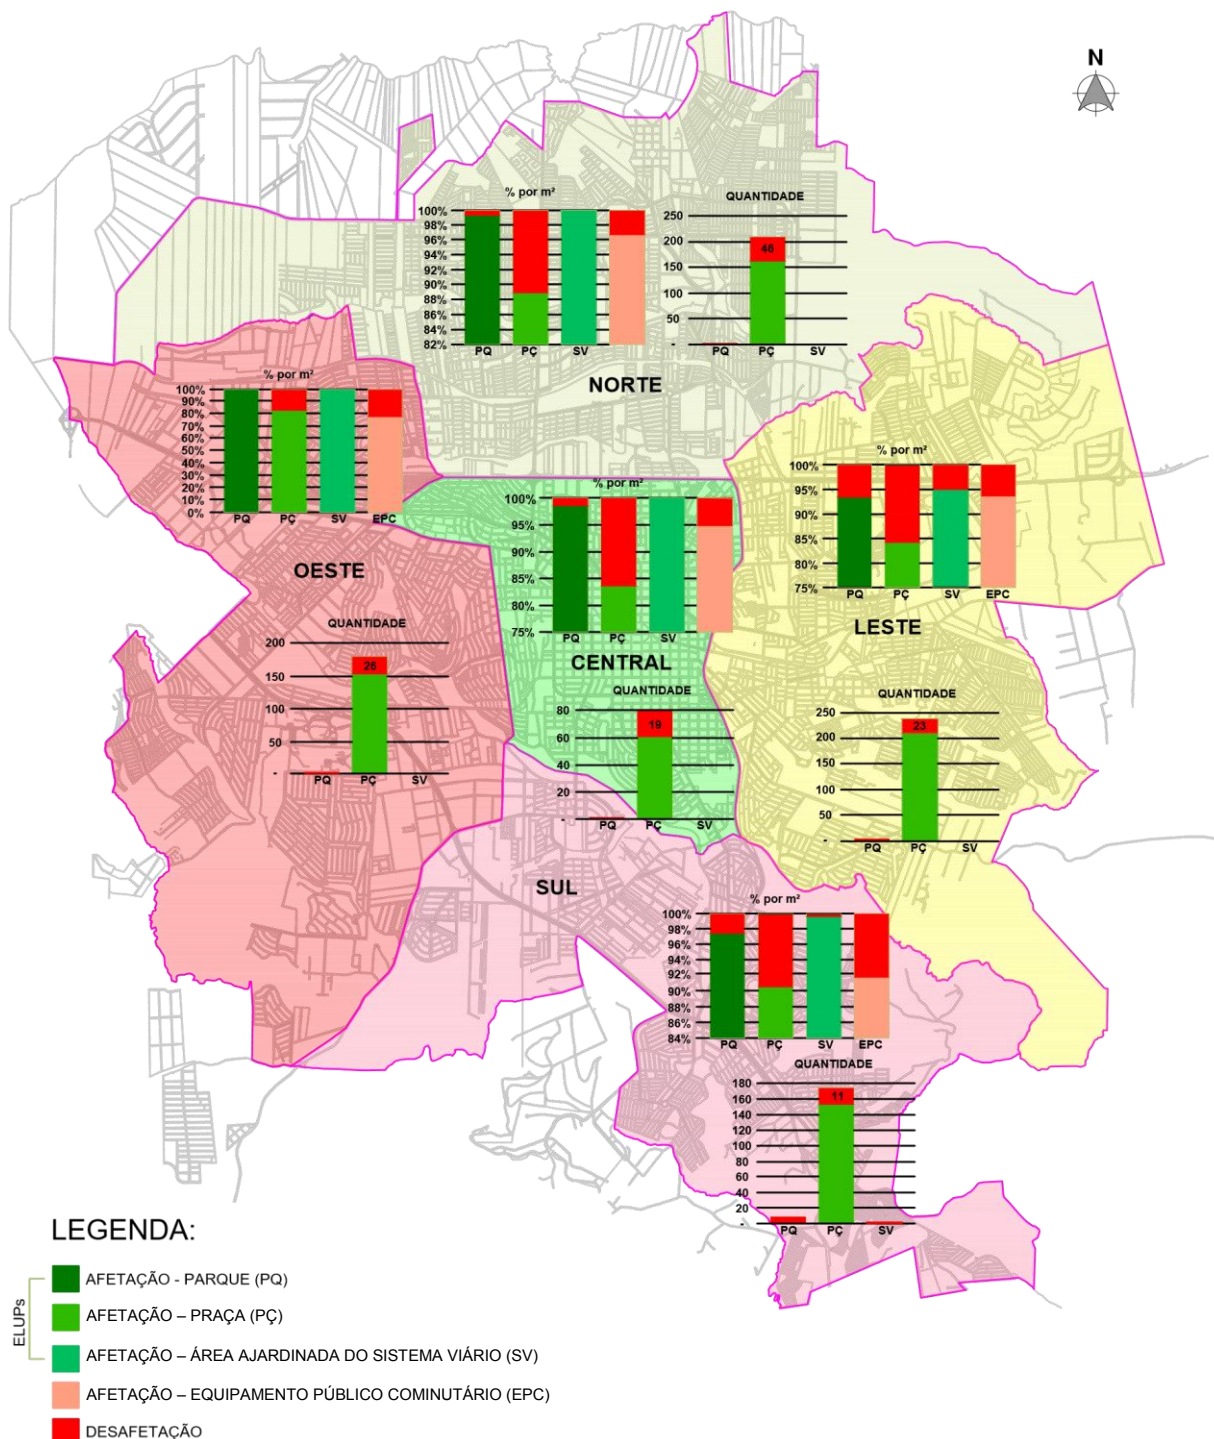 N
% por m²
100%
98%
96%
94%
92%
90%
88%
86%
84%
82%
PQ
PÇ
SV
QUANTIDADE
250
200
150
100
50
-
46
PQ
PÇ
SV
NORTE
% por m²
100%
90%
80%
70%
60%
50%
40%
30%
20%
10%
0%
PQ
PÇ
SV
EPC
OESTE
QUANTIDADE
200
150
100
50
-
26
PQ
PÇ
SV
% por m²
100%
95%
90%
85%
80%
75%
PQ
PÇ
SV
CENTRAL
QUANTIDADE
80
60
40
20
-
19
PQ
PÇ
SV
% por m²
100%
95%
90%
85%
80%
75%
PQ
PÇ
SV
EPC
LESTE
QUANTIDADE
250
200
150
100
50
-
23
PQ
PÇ
SV
SUL
% por m²
100%
98%
96%
94%
92%
90%
88%
86%
84%
PQ
PÇ
SV
EPC
QUANTIDADE
180
160
140
120
100
80
60
40
20
-
11
PQ
PÇ
SV
LEGENDA:
ELUPs
AFETAÇÃO - PARQUE (PQ)
AFETAÇÃO – PRAÇA (PÇ)
AFETAÇÃO – ÁREA AJARDINADA DO SISTEMA VIÁRIO (SV)
AFETAÇÃO – EQUIPAMENTO PÚBLICO COMINUTÁRIO (EPC)
DESAFETAÇÃO